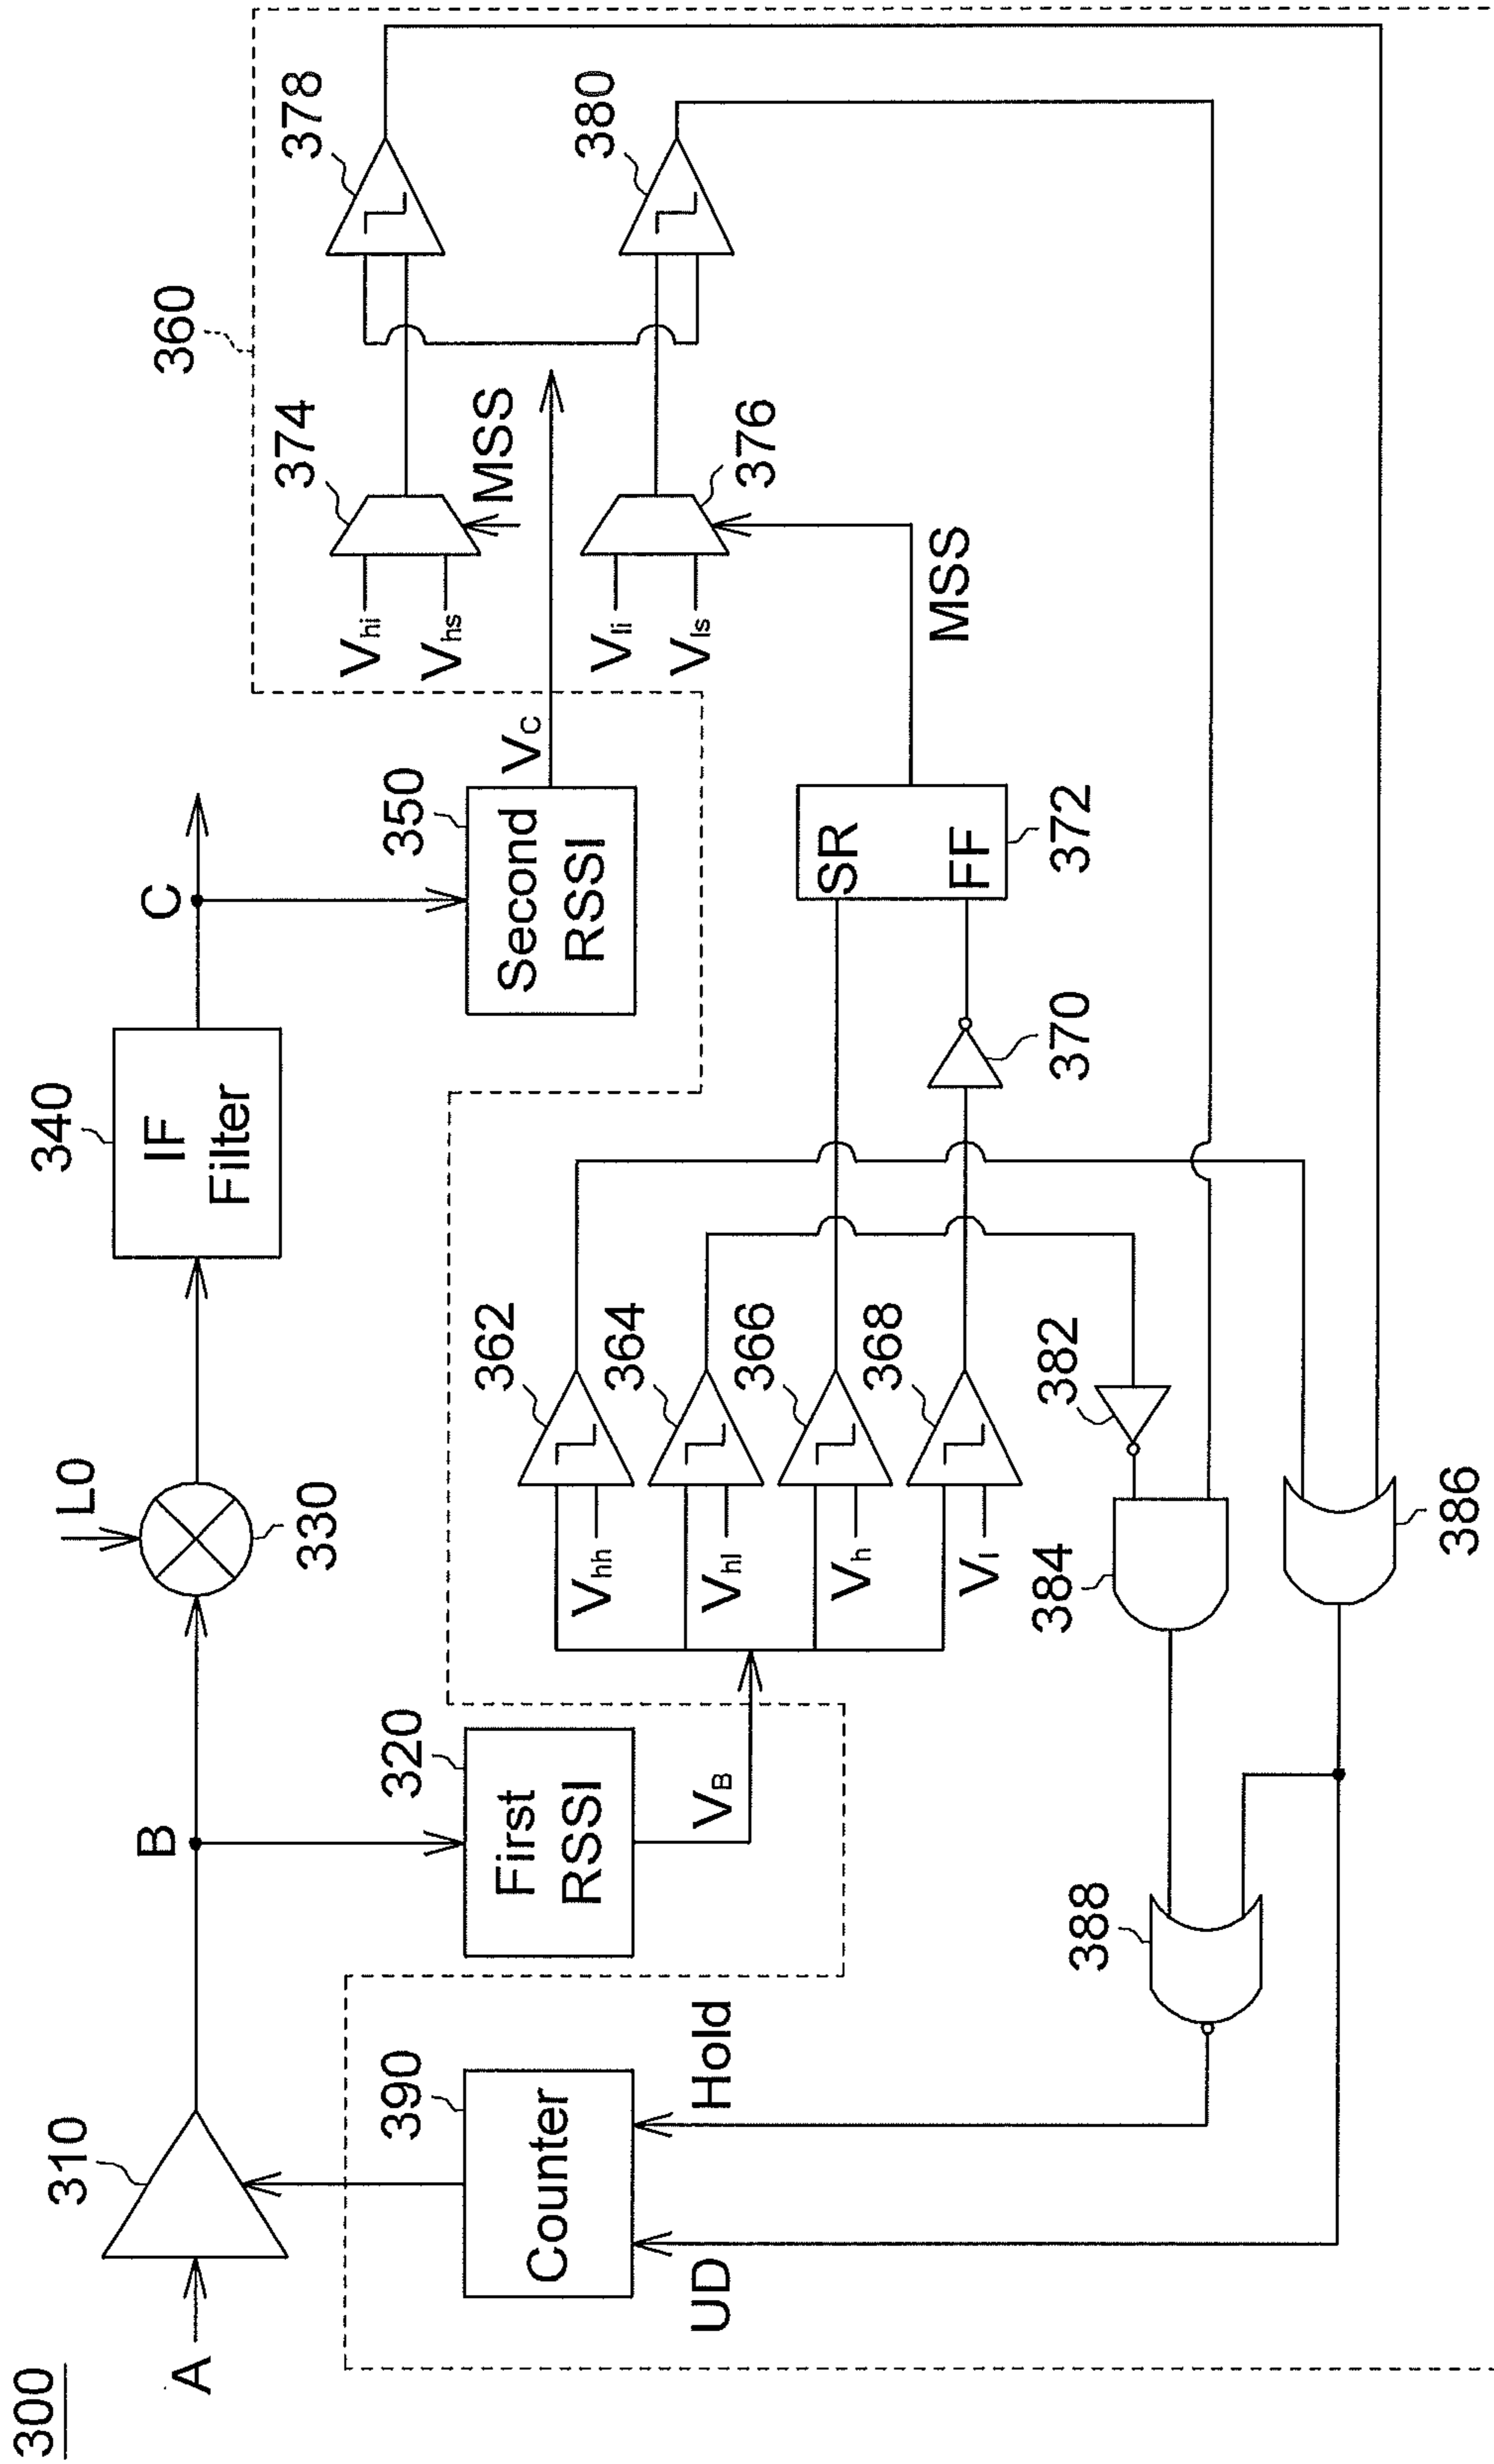 300
A
310
B
LO
330
340
IF
Filter
C
390
Counter
UD
Hold
320
First
RSSI
VB
350
Second
RSSI
VC
360
362
364
366
368
Vhh
Vhl
Vh
Vl
370
SR
FF
372
MSS
374
Vhi
Vhs
MSS
376
Vli
Vls
378
380
382
384
386
388